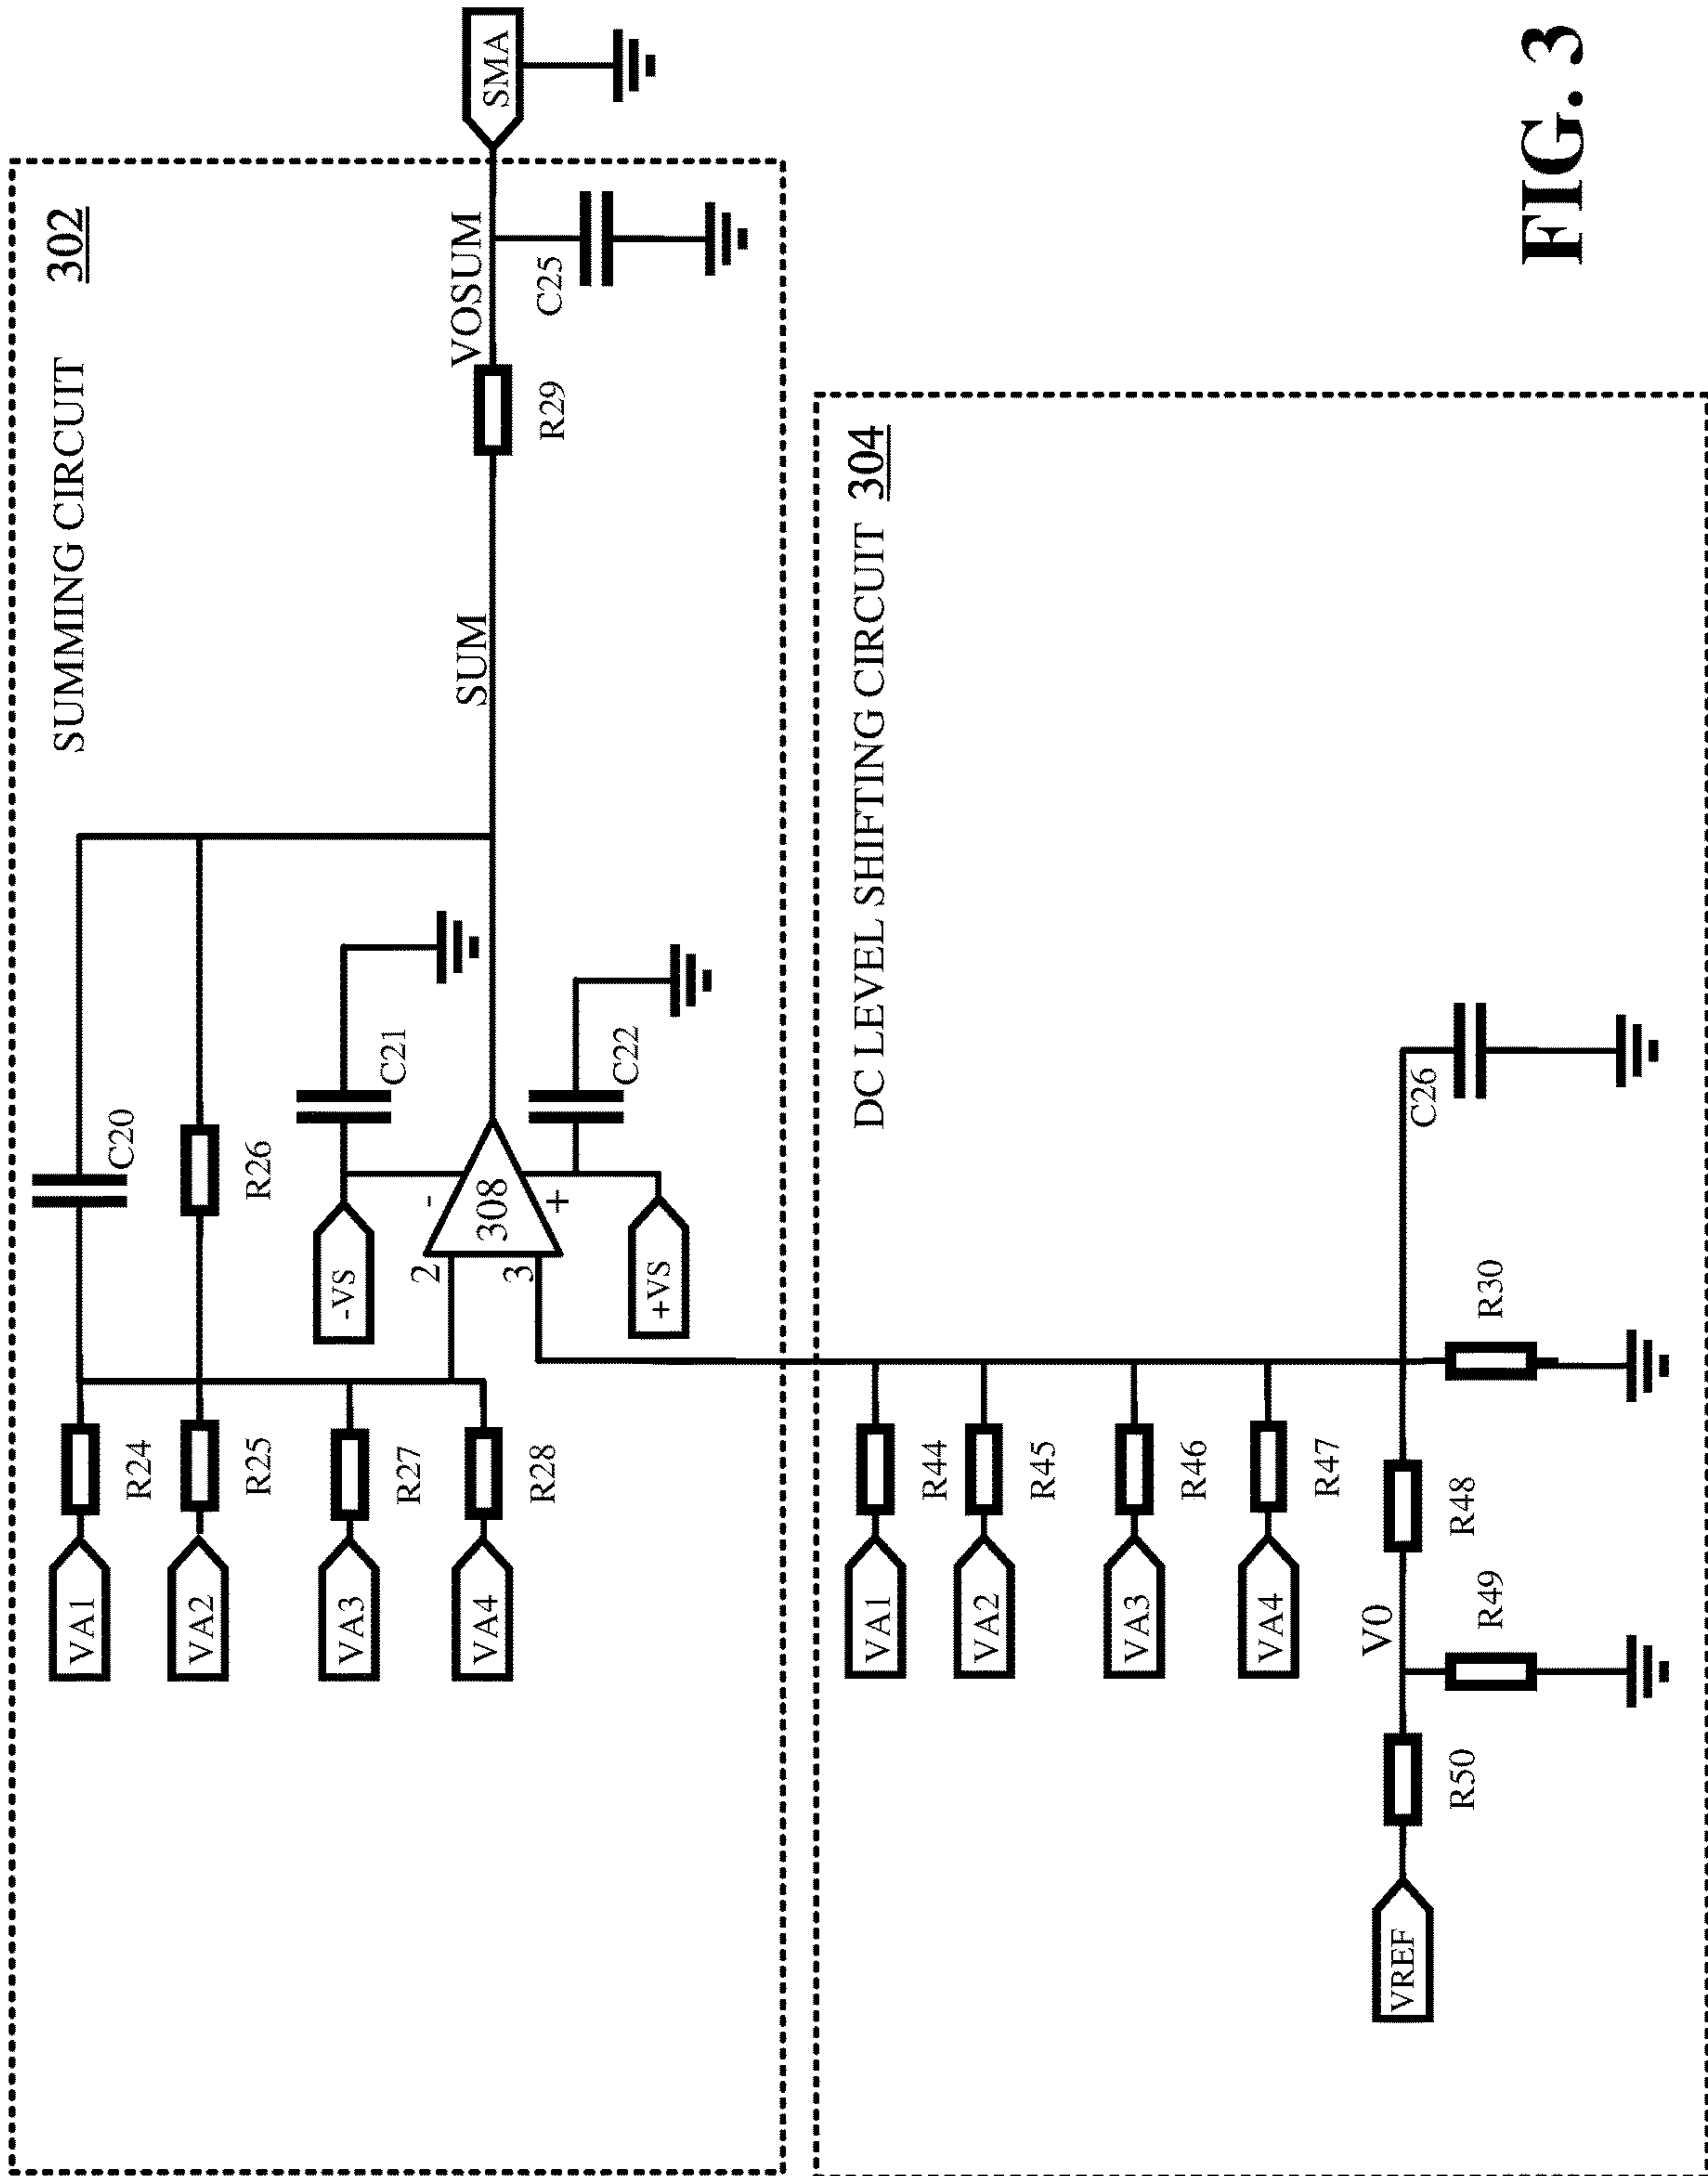 SUMMING CIRCUIT 302
VA1
R24
C20
VA2
R25
R26
VA3
R27
VA4
R28
-VS
C21
-
2
308
3
+
+VS
C22
SUM
R29
VOSUM
C25
SMA
DC LEVEL SHIFTING CIRCUIT 304
VA1
R44
VA2
R45
VA3
R46
VA4
R47
VREF
R50
V0
R49
R48
R30
C26
FIG. 3